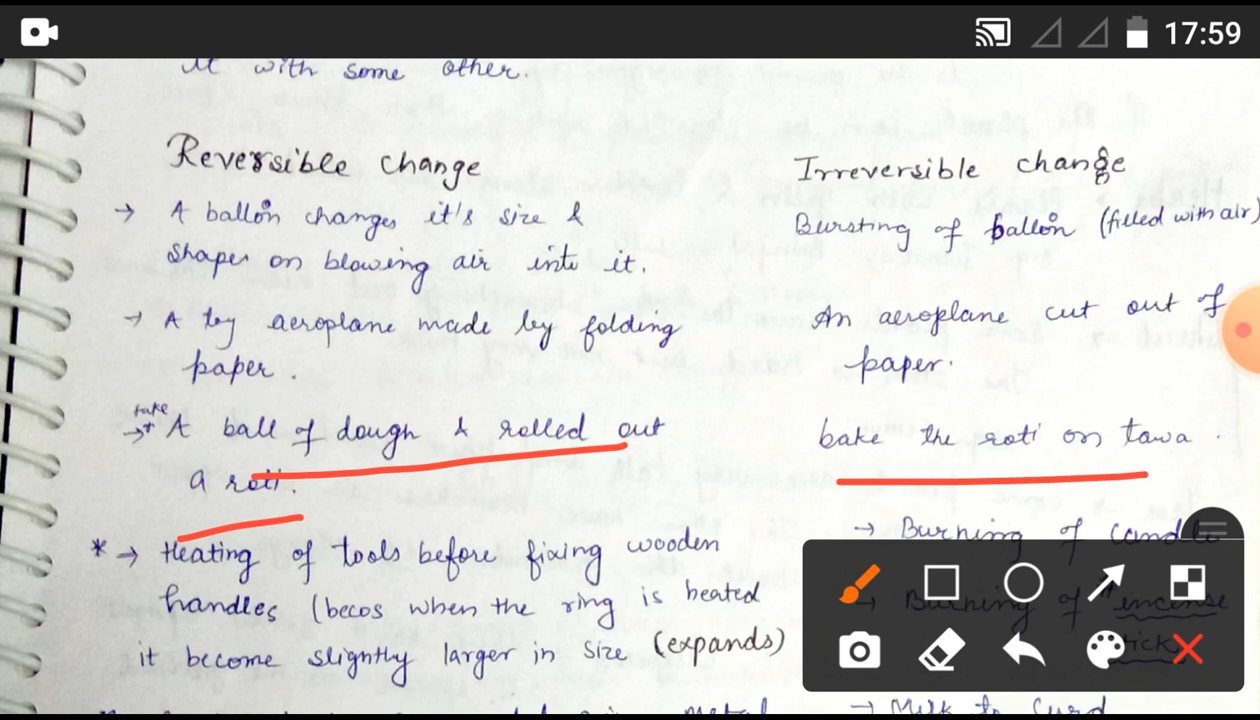 17:59
it with some other.
Reversible change
Irreversible change
→ A ballon changes it's size &
shapes on blowing air into it.
Bursting of ballon (filled with air)
→ A toy aeroplane made by folding
paper.
An aeroplane cut out of
paper.
take
→ A ball of dough & rolled out
a roti.
bake the roti on tawa.
* → Heating of tools before fixing wooden
handles (becos when the ring is heated
it become slightly larger in size (expands)
→ Burning of candle
→ Burning of incense
stick
metal
→ Milk to curd